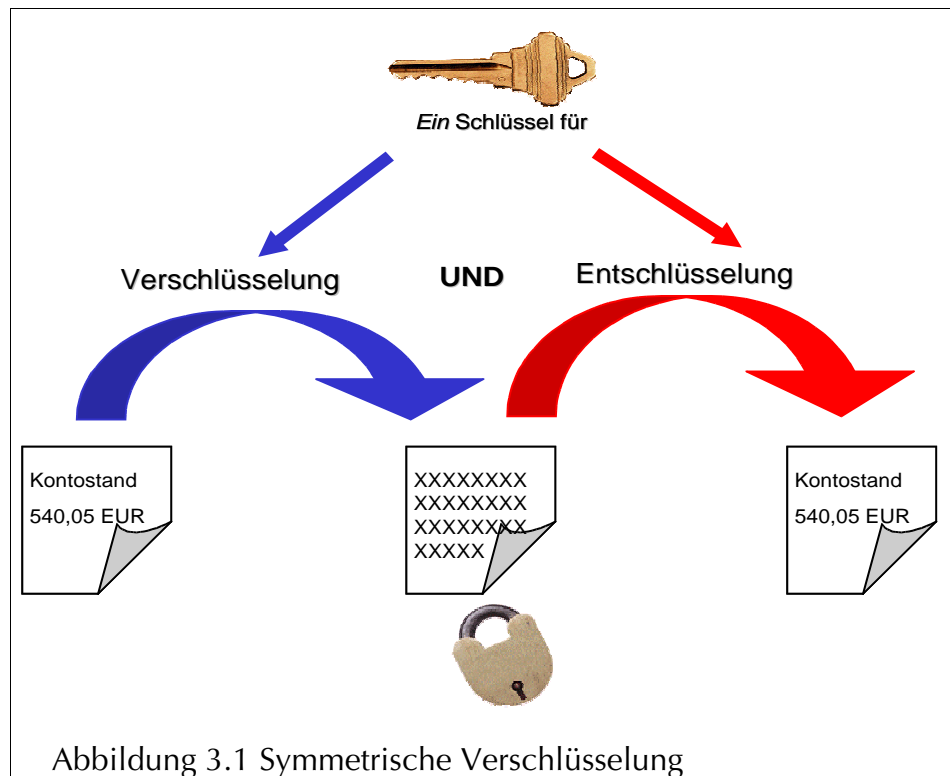 Ein Schlüssel für
Verschlüsselung UND Entschlüsselung
Kontostand
540,05 EUR
XXXXXXXX
XXXXXXXX
XXXXXXXX
XXXXX
Kontostand
540,05 EUR
Abbildung 3.1 Symmetrische Verschlüsselung